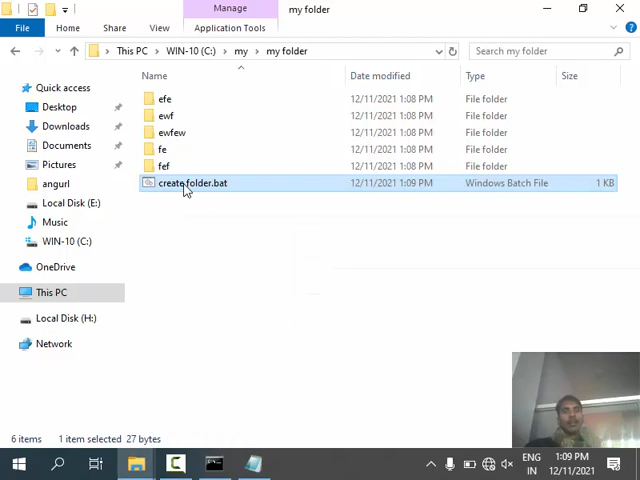 Manage
my folder
File
Home
Share
View
Application Tools
This PC
WIN-10 (C:)
my
my folder
Search my folder
Name
Date modified
Type
Size
Quick access
Desktop
Downloads
Documents
Pictures
angurl
Local Disk (E:)
Music
WIN-10 (C:)
OneDrive
This PC
Local Disk (H:)
Network
efe 12/11/2021 1:08 PM File folder
ewf 12/11/2021 1:08 PM File folder
ewfew 12/11/2021 1:08 PM File folder
fe 12/11/2021 1:08 PM File folder
fef 12/11/2021 1:08 PM File folder
create folder.bat 12/11/2021 1:09 PM Windows Batch File 1 KB
6 items 1 item selected 27 bytes
ENG 1:09 PM
IN 12/11/2021